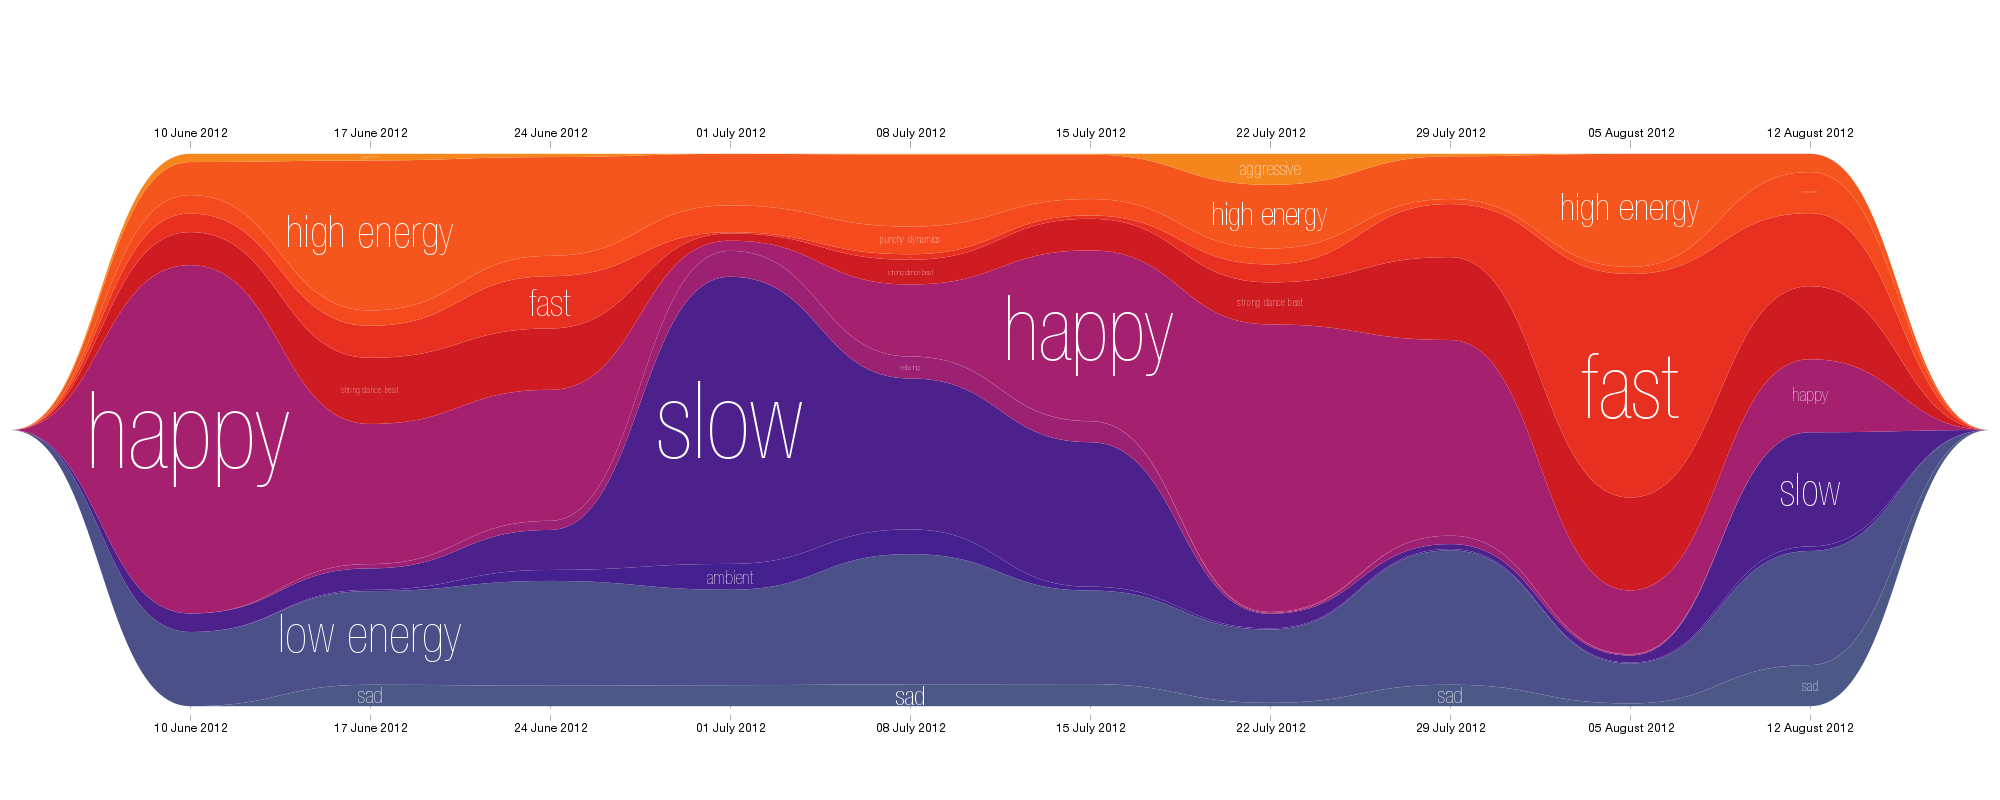 10 June 2012
17 June 2012
24 June 2012
01 July 2012
08 July 2012
15 July 2012
22 July 2012
29 July 2012
05 August 2012
12 August 2012
aggressive
high energy
high energy
high energy
punchy dynamics
strong dance beat
fast
strong dance beat
happy
relaxing
fast
strong dance beat
happy
happy
slow
slow
ambient
low energy
sad
sad
sad
sad
10 June 2012
17 June 2012
24 June 2012
01 July 2012
08 July 2012
15 July 2012
22 July 2012
29 July 2012
05 August 2012
12 August 2012